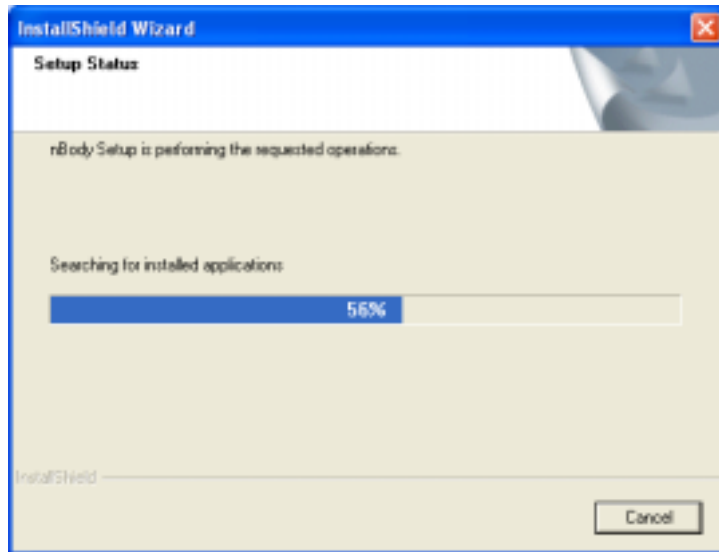 InstallShield Wizard
Setup Status
nBody Setup is performing the requested operations.
Searching for installed applications
56%
InstallShield
Cancel